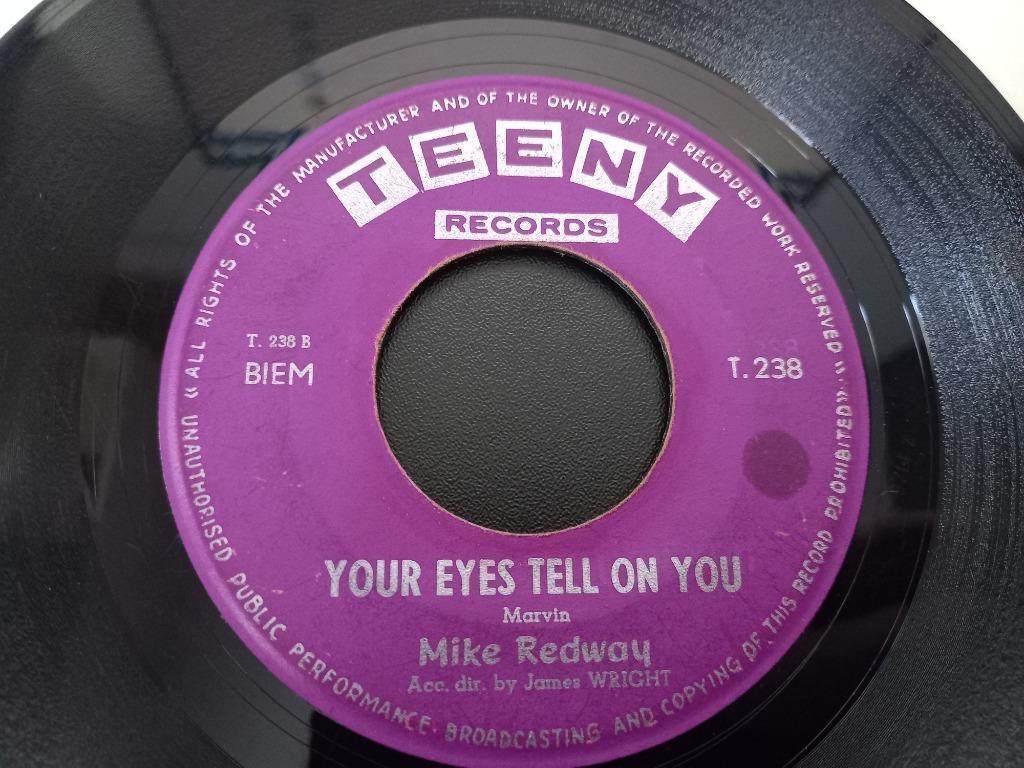 « ALL RIGHTS OF THE MANUFACTURER AND OF THE OWNER OF THE RECORDED WORK RESERVED »
TEENY
RECORDS
T. 238 B
BIEM
T. 238
YOUR EYES TELL ON YOU
Marvin
Mike Redway
Acc. dir. by James WRIGHT
UNAUTHORISED PUBLIC PERFORMANCE. BROADCASTING AND COPYING OF THIS RECORD PROHIBITED